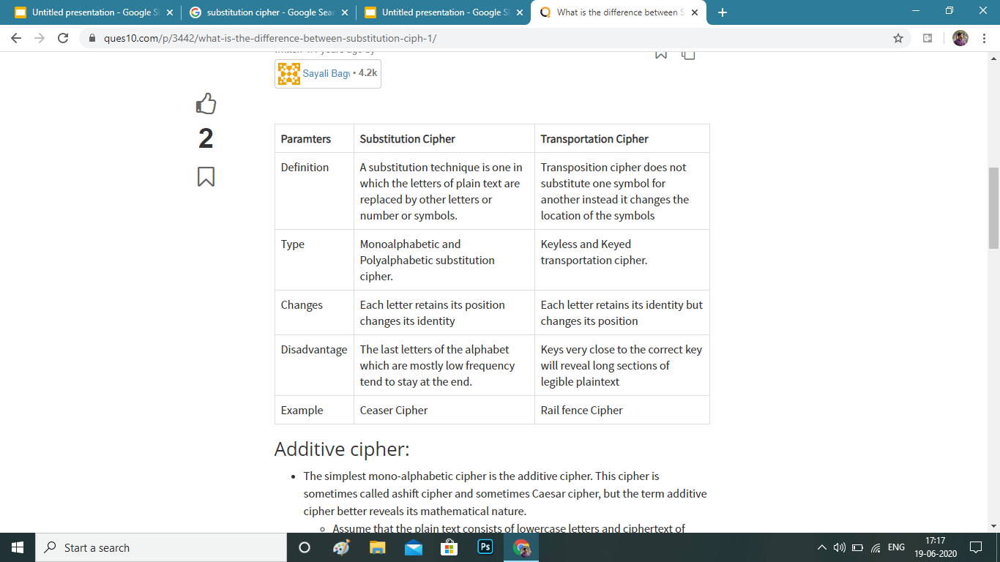 Untitled presentation - Google Sl
substitution cipher - Google Sear
Untitled presentation - Google Sl
What is the difference between S
ques10.com/p/3442/what-is-the-difference-between-substitution-ciph-1/
Sayali Bagw • 4.2k
2
Paramters Substitution Cipher Transportation Cipher
Definition A substitution technique is one in Transposition cipher does not
which the letters of plain text are substitute one symbol for
replaced by other letters or another instead it changes the
number or symbols. location of the symbols
Type Monoalphabetic and Keyless and Keyed
Polyalphabetic substitution transportation cipher.
cipher.
Changes Each letter retains its position Each letter retains its identity but
changes its identity changes its position
Disadvantage The last letters of the alphabet Keys very close to the correct key
which are mostly low frequency will reveal long sections of
tend to stay at the end. legible plaintext
Example Ceaser Cipher Rail fence Cipher
Additive cipher:
• The simplest mono-alphabetic cipher is the additive cipher. This cipher is
sometimes called ashift cipher and sometimes Caesar cipher, but the term additive
cipher better reveals its mathematical nature.
Assume that the plain text consists of lowercase letters and ciphertext of
Start a search
Ps
ENG
17:17
19-06-2020